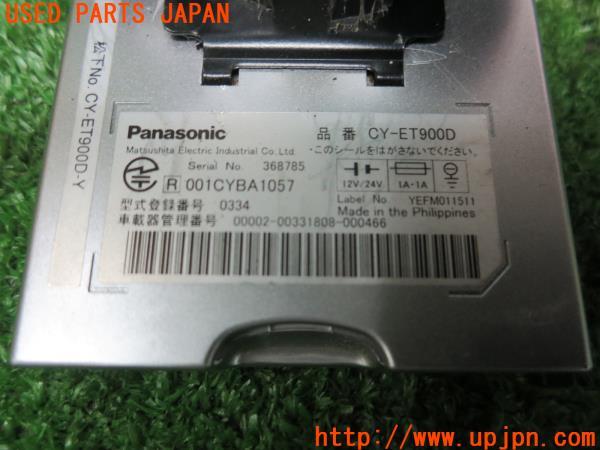 USED PARTS JAPAN
松下No. CY-ET900D-Y
Panasonic
品番 CY-ET900D
Matsushita Electric Industrial Co., Ltd.
・このシールをはがさないでください。
Serial No. 368785
R 001CYBA1057
12V/24V
1A-1A
型式登録番号 0334
Label No. YEFM011511
Made in the Philippines
車載器管理番号 00002-00331808-000466
http://www.upjpn.com